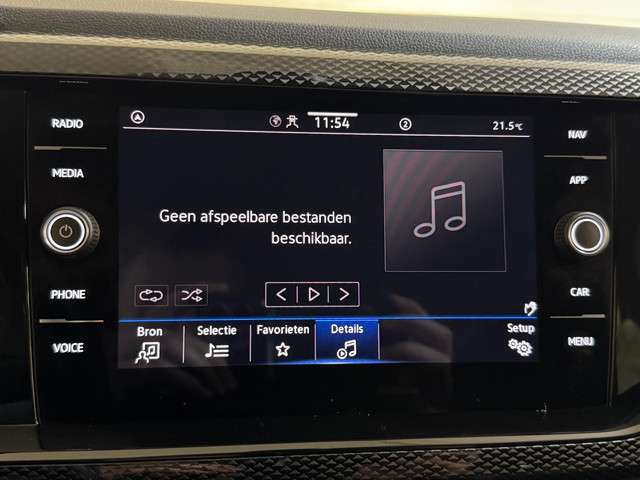 RADIO
MEDIA
PHONE
VOICE
11:54
2
21.5°C
Geen afspeelbare bestanden
beschikbaar.
Bron
Selectie
Favorieten
Details
Setup
NAV
APP
CAR
MENU